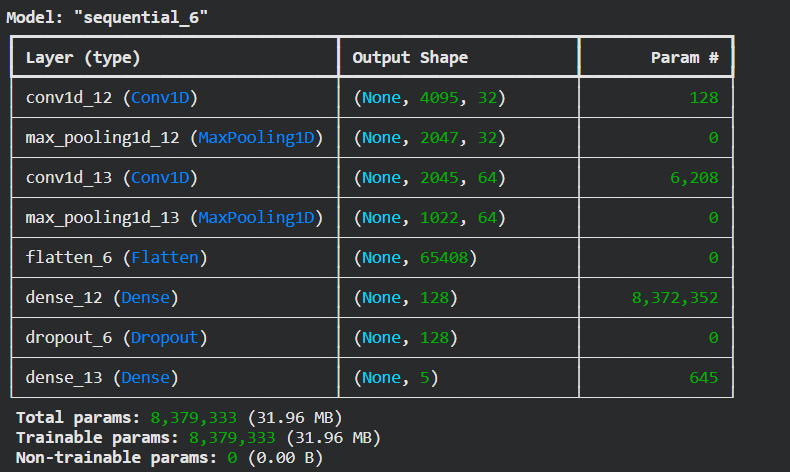 Model: "sequential_6"
Layer (type) Output Shape Param #
conv1d_12 (Conv1D) (None, 4095, 32) 128
max_pooling1d_12 (MaxPooling1D) (None, 2047, 32) 0
conv1d_13 (Conv1D) (None, 2045, 64) 6,208
max_pooling1d_13 (MaxPooling1D) (None, 1022, 64) 0
flatten_6 (Flatten) (None, 65408) 0
dense_12 (Dense) (None, 128) 8,372,352
dropout_6 (Dropout) (None, 128) 0
dense_13 (Dense) (None, 5) 645
Total params: 8,379,333 (31.96 MB)
Trainable params: 8,379,333 (31.96 MB)
Non-trainable params: 0 (0.00 B)